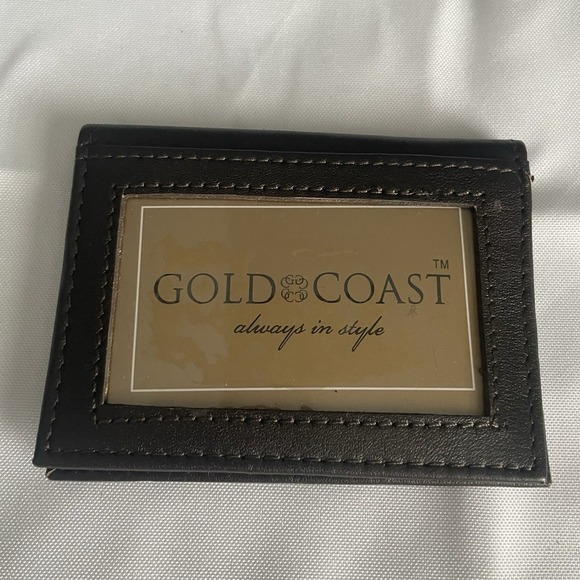 GOLD COAST™
always in style